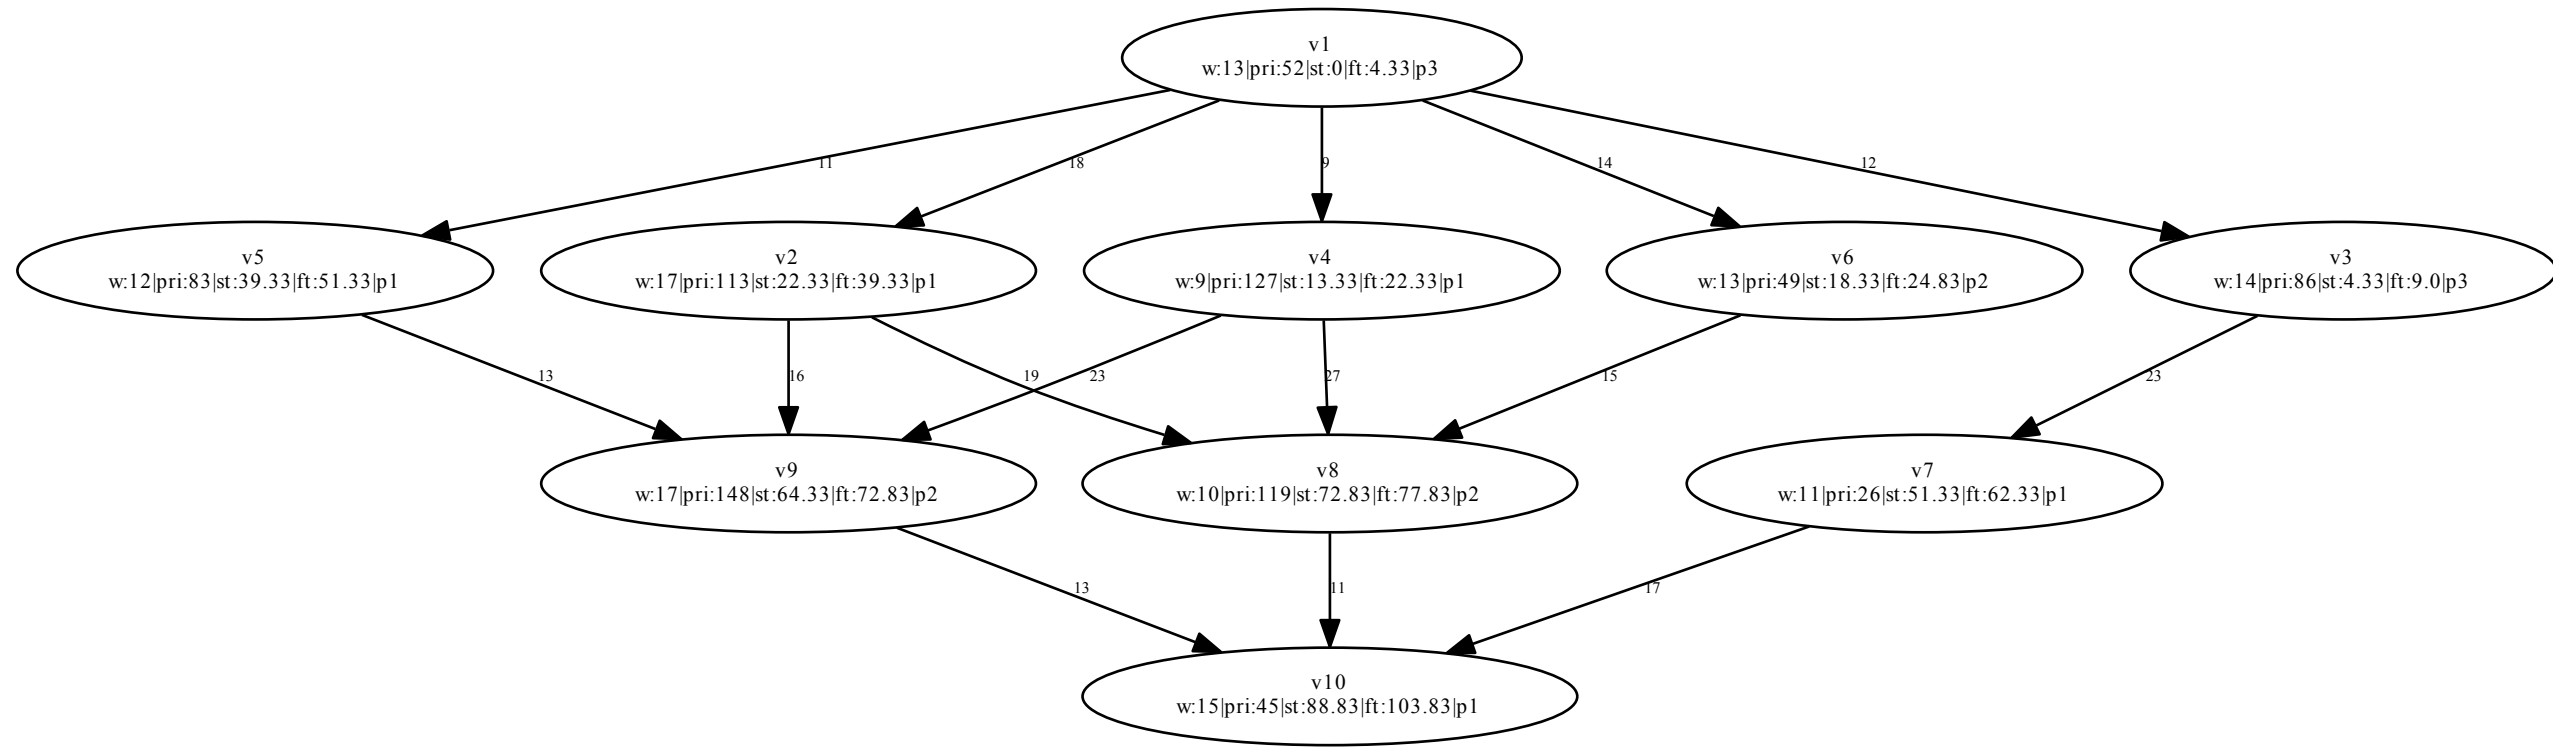 v1
w:13|pri:52|st:0|ft:4.33|p3
11
18
9
14
12
v5
w:12|pri:83|st:39.33|ft:51.33|p1
v2
w:17|pri:113|st:22.33|ft:39.33|p1
v4
w:9|pri:127|st:13.33|ft:22.33|p1
v6
w:13|pri:49|st:18.33|ft:24.83|p2
v3
w:14|pri:86|st:4.33|ft:9.0|p3
13
16
19
23
27
15
23
v9
w:17|pri:148|st:64.33|ft:72.83|p2
v8
w:10|pri:119|st:72.83|ft:77.83|p2
v7
w:11|pri:26|st:51.33|ft:62.33|p1
13
11
17
v10
w:15|pri:45|st:88.83|ft:103.83|p1